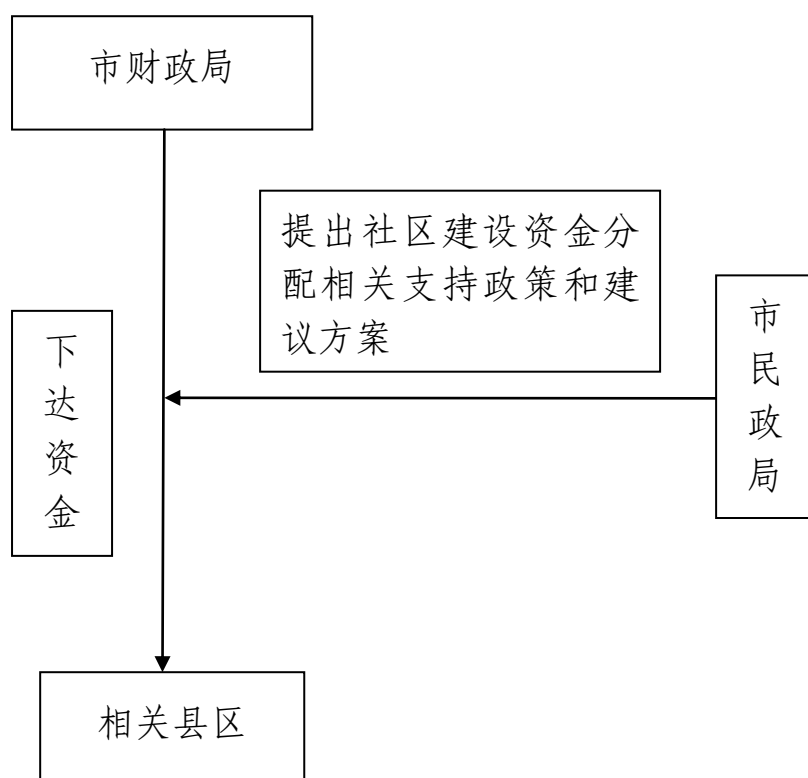 市财政局
提出社区建设资金分
配相关支持政策和建
议方案
下
达
资
金
市
民
政
局
相关县区